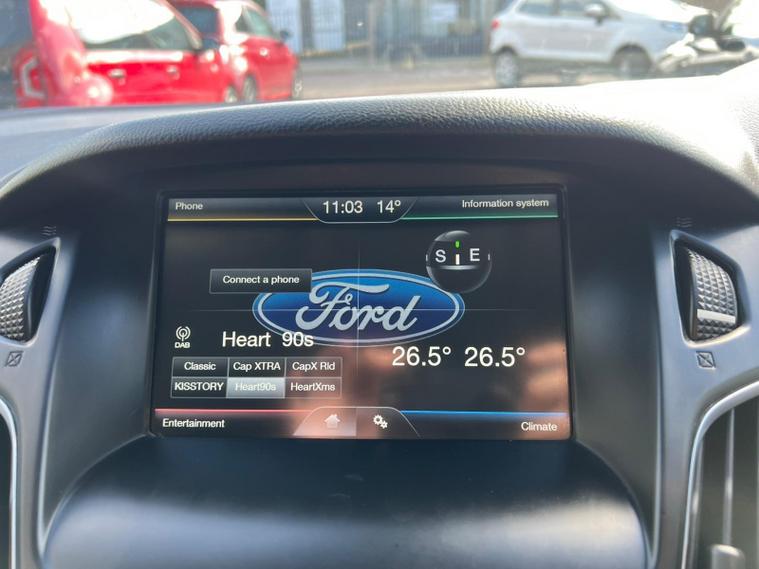 Phone
11:03 14°
Information system
S E
Connect a phone
Ford
DAB
Heart 90s
26.5° 26.5°
Classic Cap XTRA CapX Rld
KISSTORY Heart90s HeartXms
Entertainment
Climate